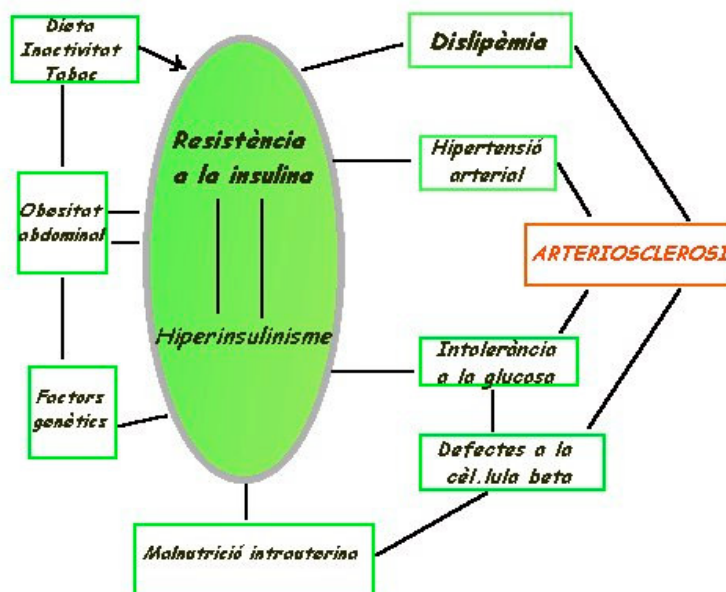 Dieta
Inactivitat
Tabac
Dislipèmia
Resistència
a la insulina
Hipertensió
arterial
Obesitat
abdominal
ARTERIOSCLEROSI
Hiperinsulinisme
Intolerància
a la glucosa
Factors
genètics
Defectes a la
cèl.lula beta
Malnutrició intrauterina